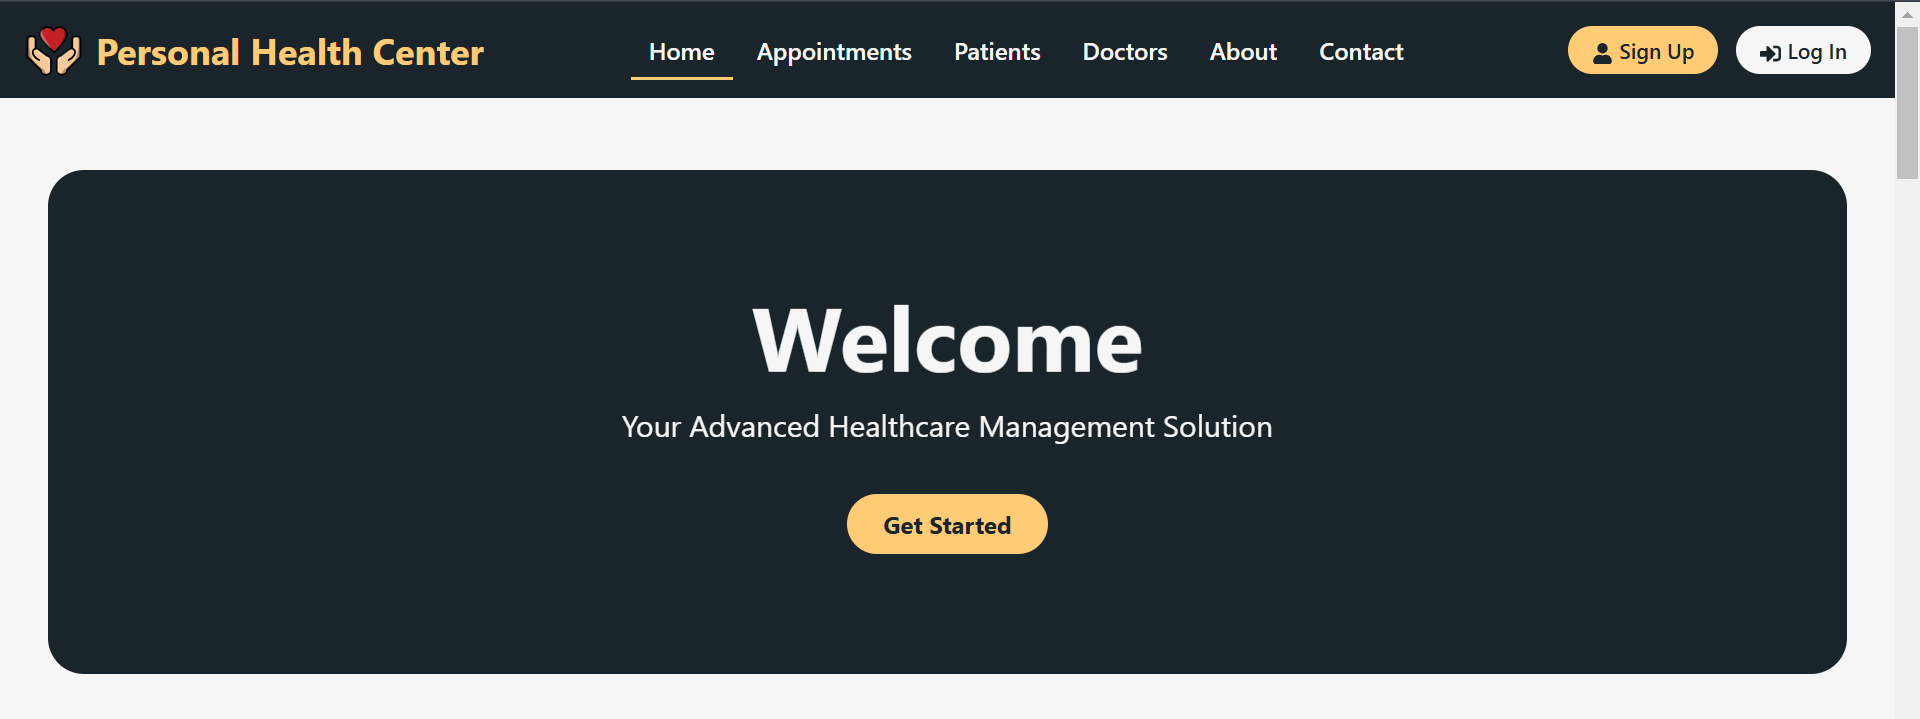 Personal Health Center
Home Appointments Patients Doctors About Contact
Sign Up Log In
Welcome
Your Advanced Healthcare Management Solution
Get Started